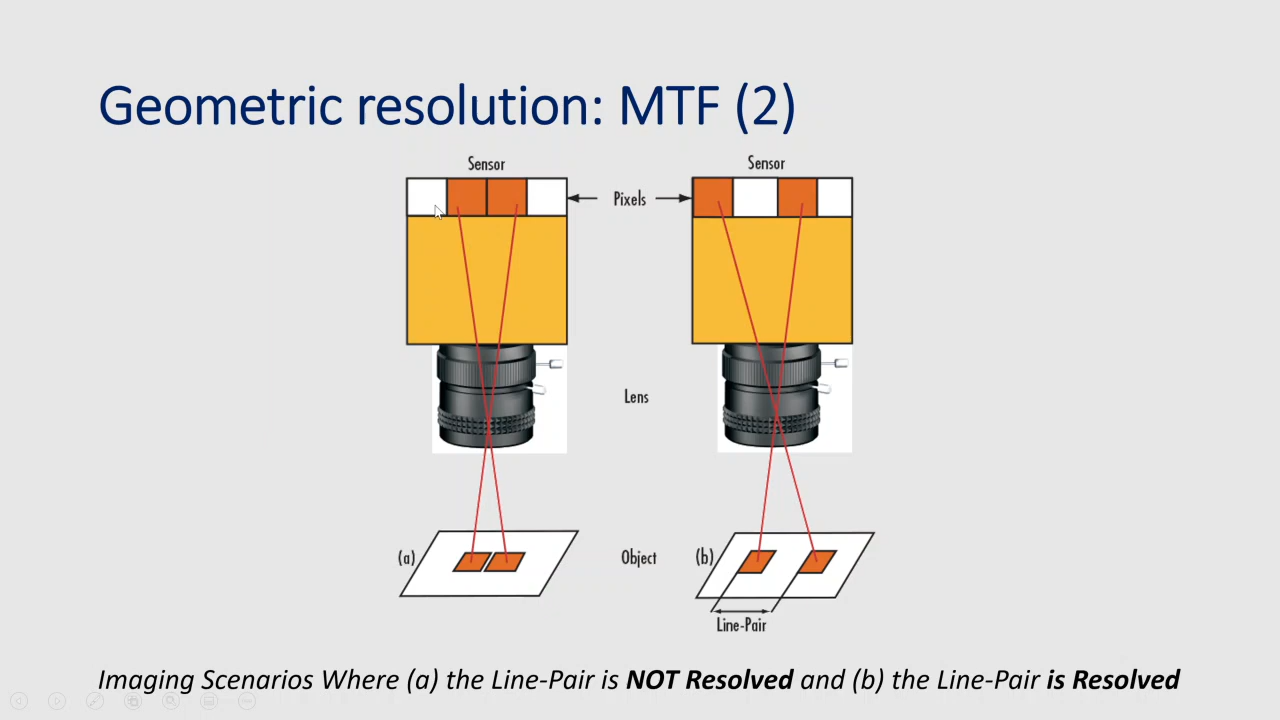 Geometric resolution: MTF (2)
Sensor
Sensor
Pixels
Lens
(a)
Object
(b)
Line-Pair
Imaging Scenarios Where (a) the Line-Pair is NOT Resolved and (b) the Line-Pair is Resolved